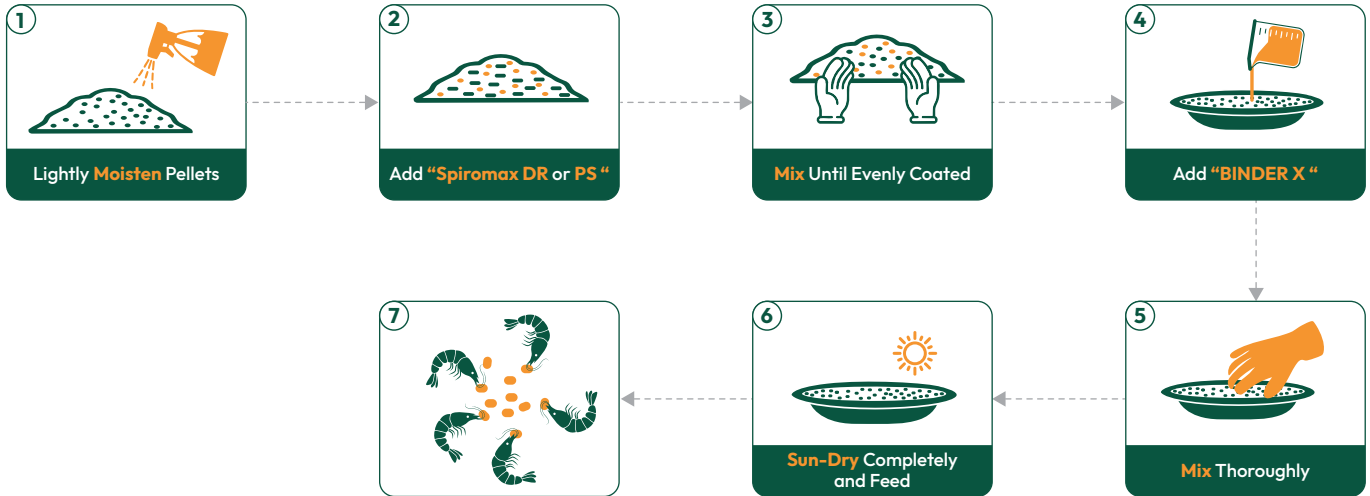 1
Lightly Moisten Pellets
2
Add “Spiromax DR or PS “
3
Mix Until Evenly Coated
4
Add “BINDER X “
5
Mix Thoroughly
6
Sun-Dry Completely
and Feed
7